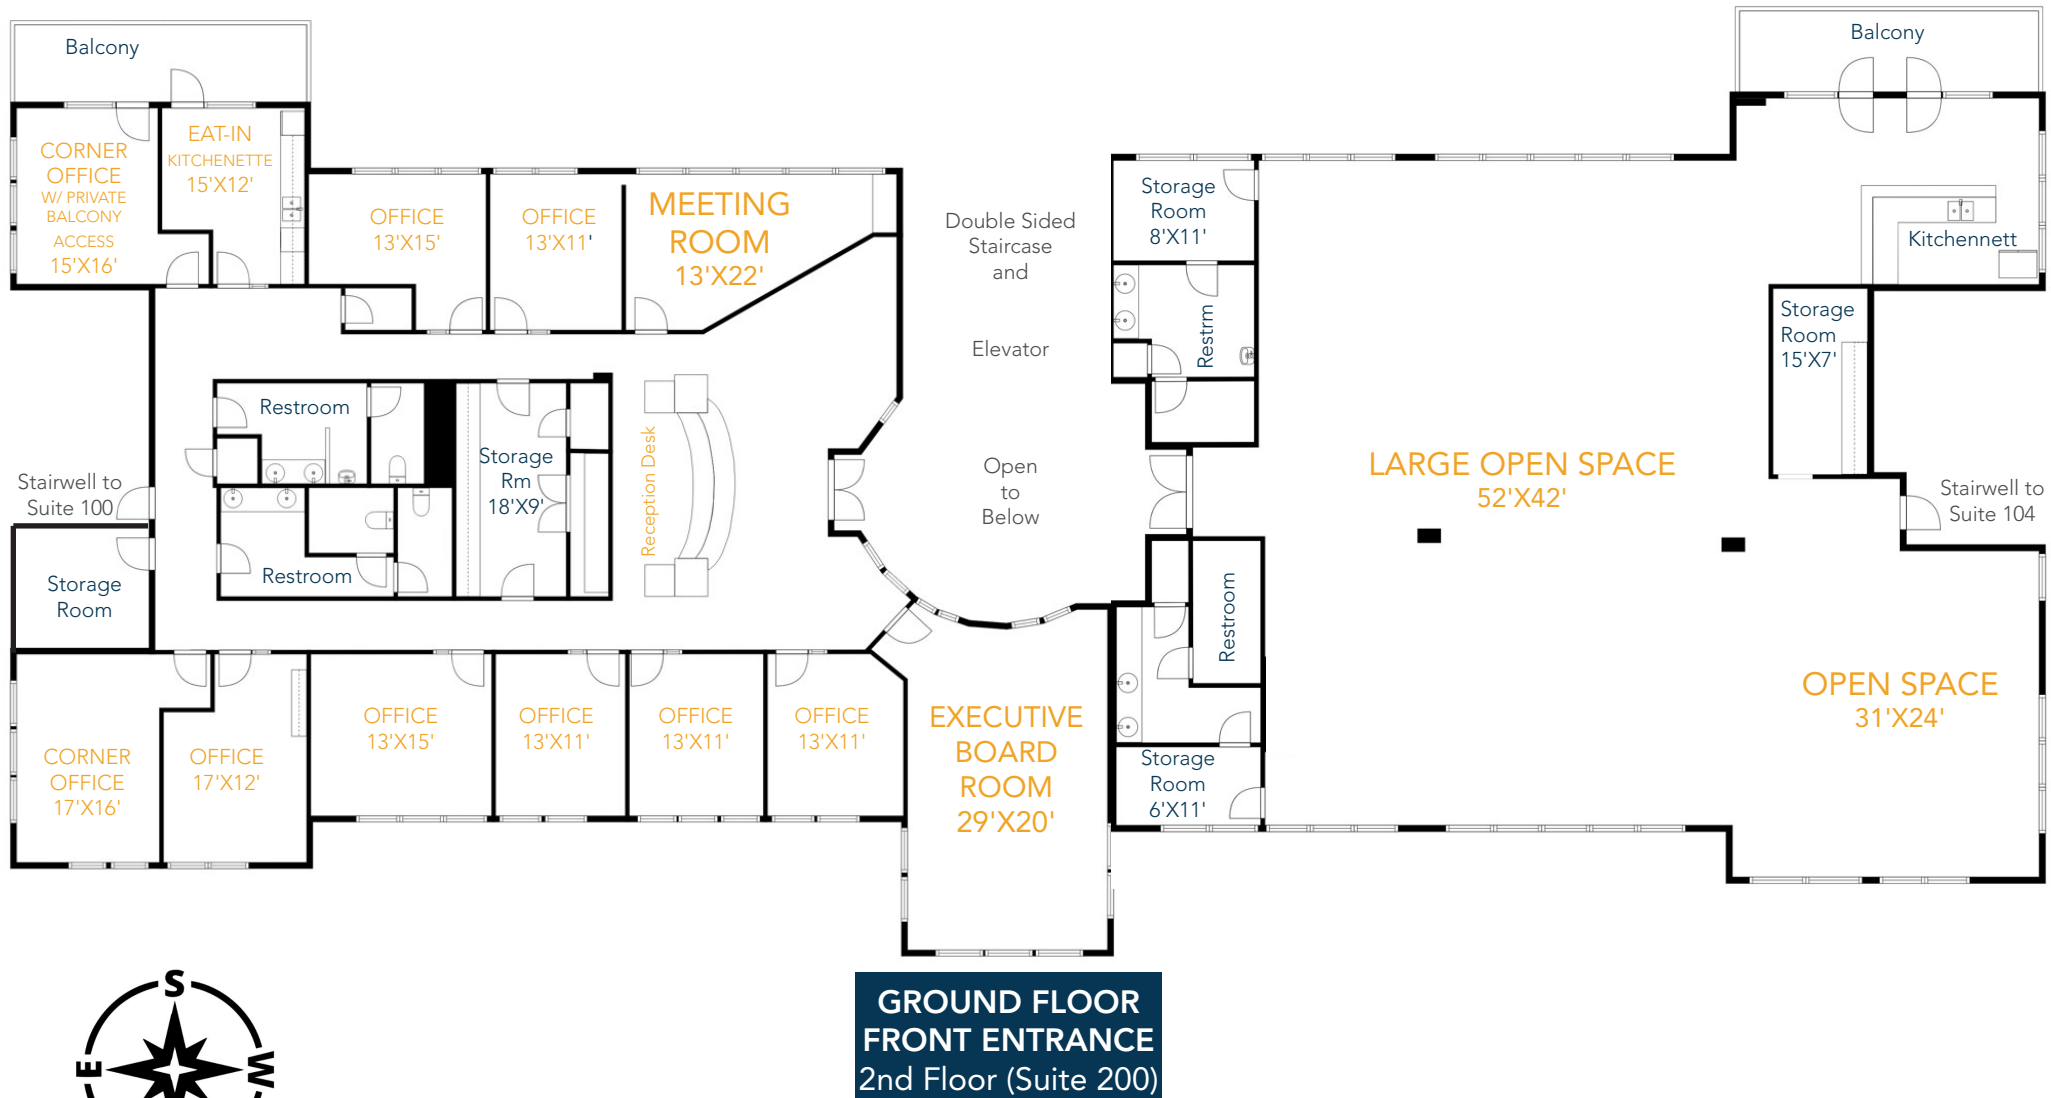 Balcony
Balcony
CORNER
OFFICE
W/ PRIVATE
BALCONY
ACCESS
15'X16'
EAT-IN
KITCHENETTE
15'X12'
OFFICE
13'X15'
OFFICE
13'X11'
MEETING
ROOM
13'X22'
Double Sided
Staircase
and
Elevator
Open
to
Below
Storage
Room
8'X11'
Restrm
Kitchennett
Storage
Room
15'X7'
LARGE OPEN SPACE
52'X42'
Stairwell to
Suite 100
Restroom
Storage
Rm
18'X9'
Reception Desk
Stairwell to
Suite 104
Storage
Room
Restroom
Restroom
OPEN SPACE
31'X24'
CORNER
OFFICE
17'X16'
OFFICE
17'X12'
OFFICE
13'X15'
OFFICE
13'X11'
OFFICE
13'X11'
OFFICE
13'X11'
EXECUTIVE
BOARD
ROOM
29'X20'
Storage
Room
6'X11'
S
E
W
GROUND FLOOR
FRONT ENTRANCE
2nd Floor (Suite 200)